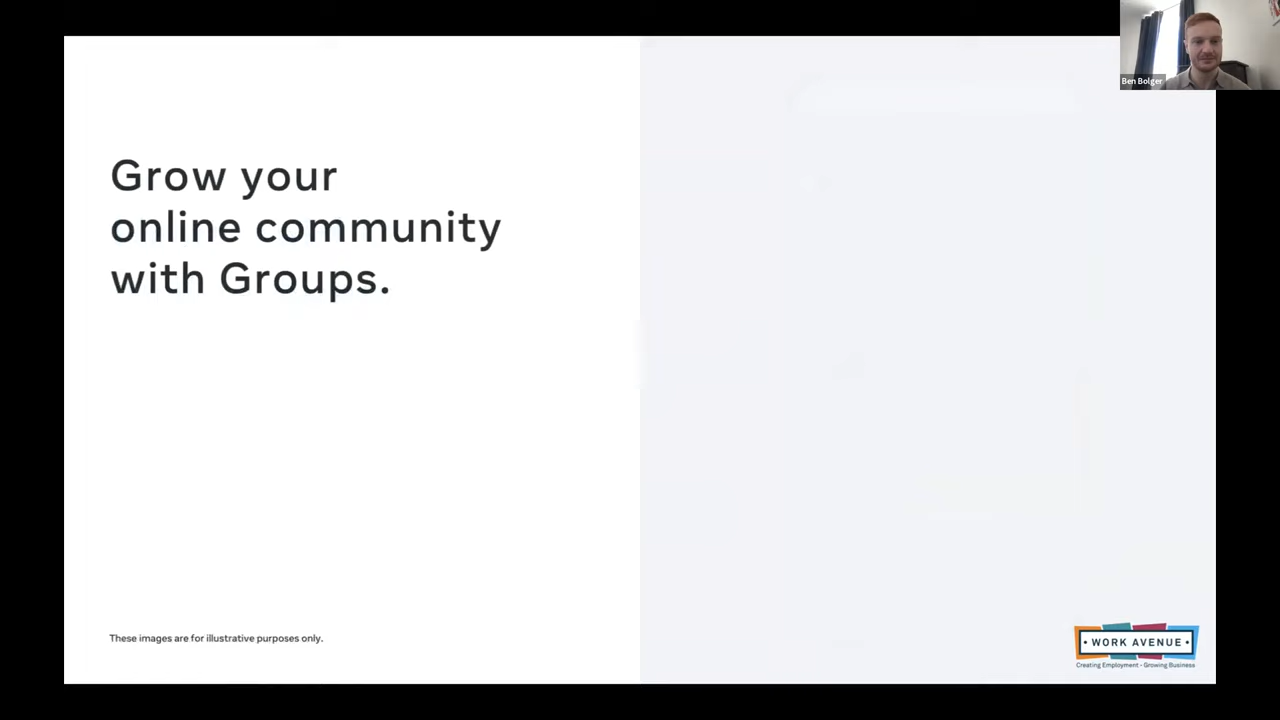 Ben Bolger
Grow your
online community
with Groups.
These images are for illustrative purposes only.
• WORK AVENUE •
Creating Employment - Growing Business